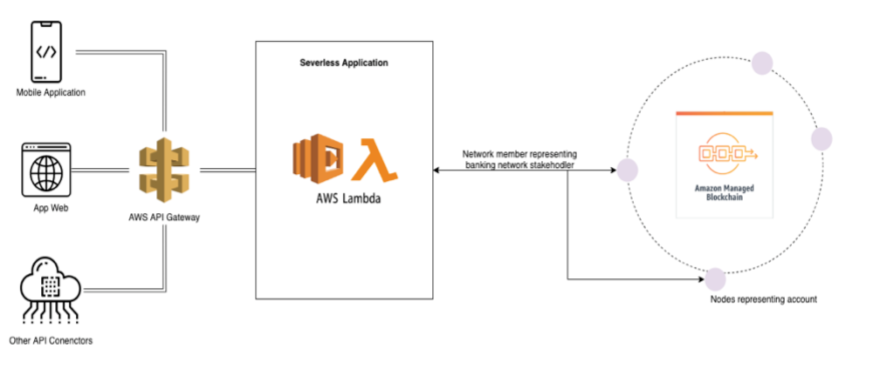 Severless Application
</>
Mobile Application
App Web
AWS API Gateway
AWS Lambda
Network member representing
banking network stakehodler
Amazon Managed
Blockchain
Nodes representing account
Other API Conenctors